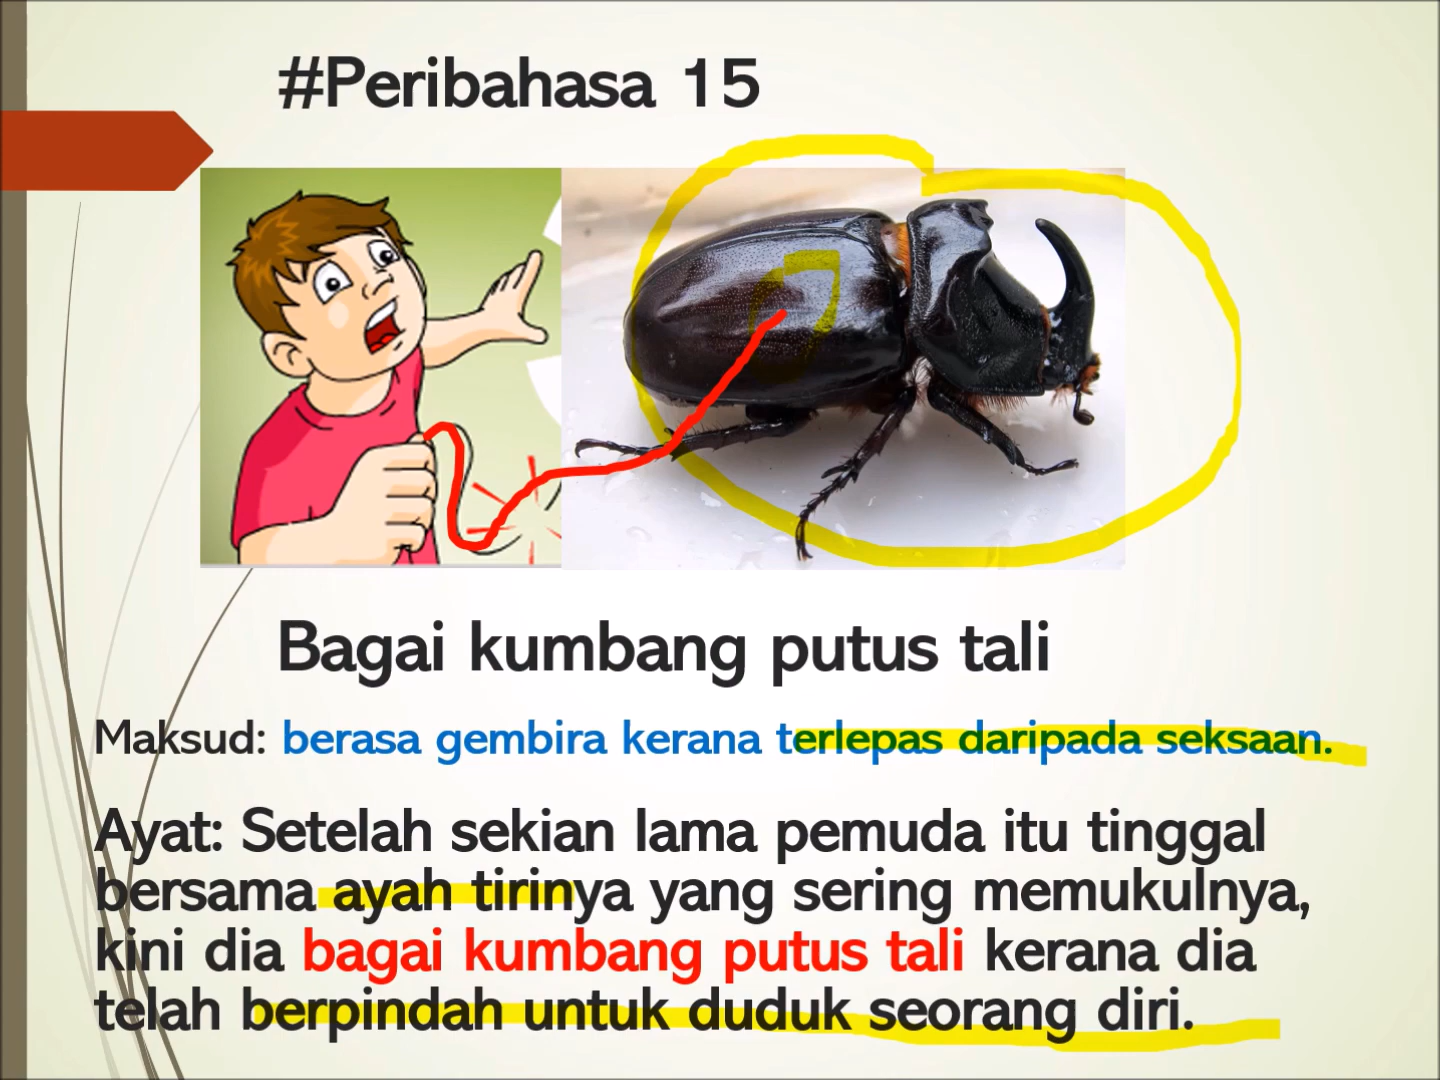 #Peribahasa 15
Bagai kumbang putus tali
Maksud: berasa gembira kerana terlepas daripada seksaan.
Ayat: Setelah sekian lama pemuda itu tinggal
bersama ayah tirinya yang sering memukulnya,
kini dia bagai kumbang putus tali kerana dia
telah berpindah untuk duduk seorang diri.